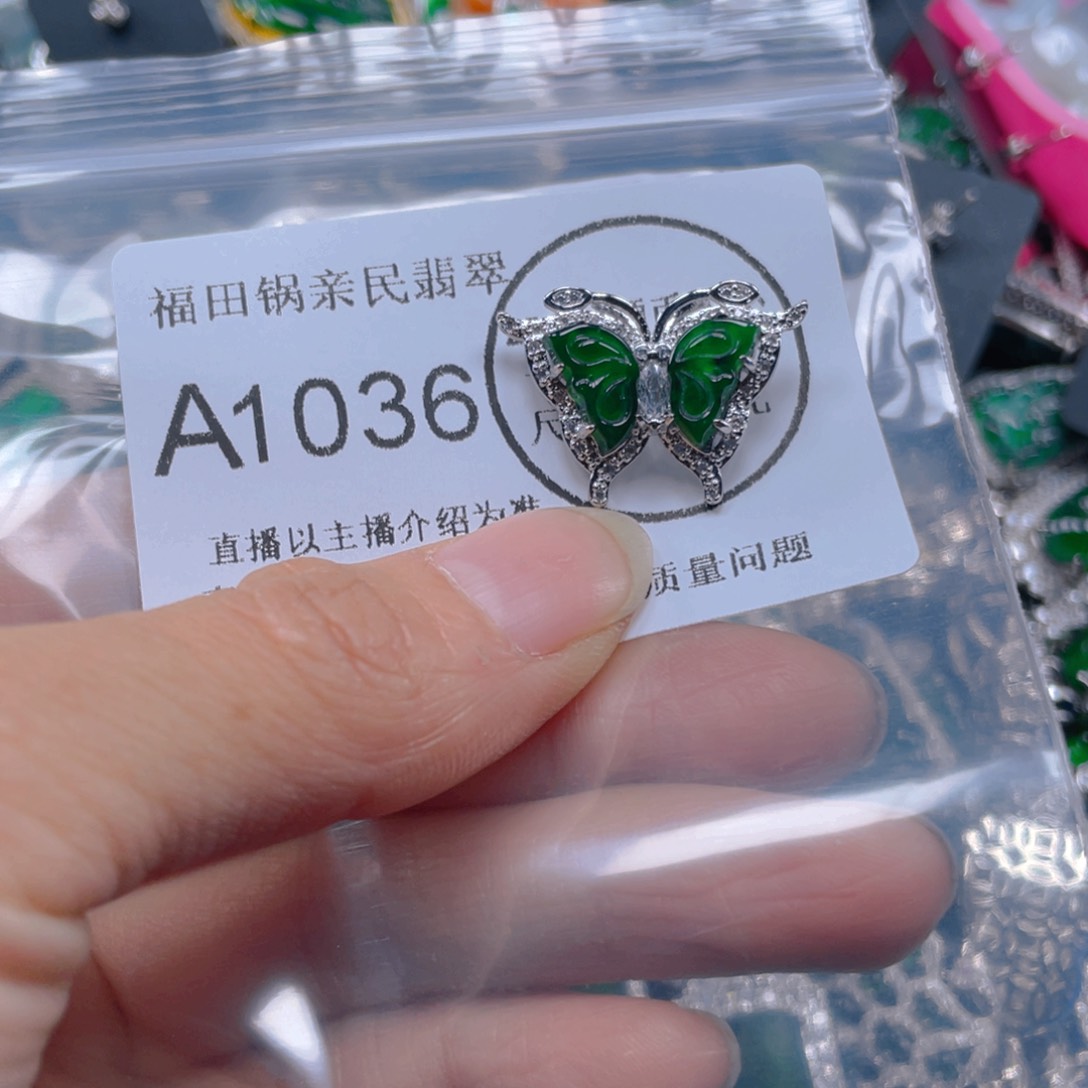 福田锅亲民翡翠
A1036
尺
直播以主播介绍为准
质量问题